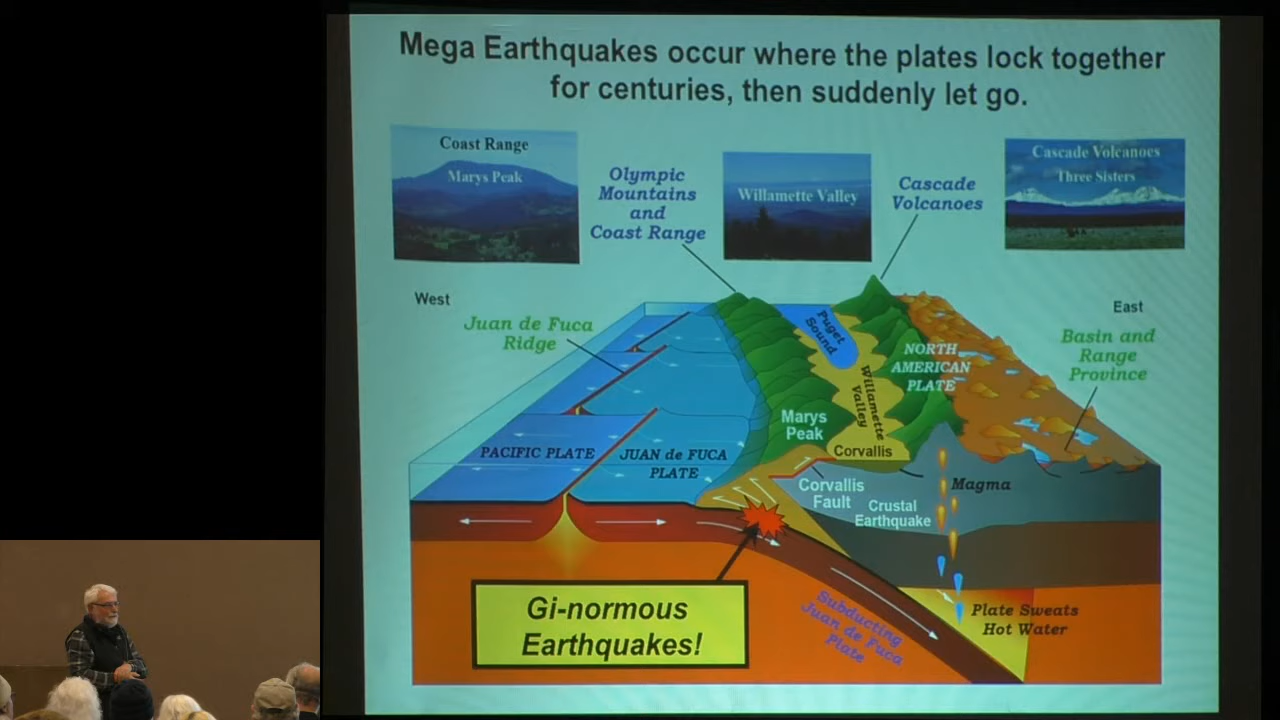 Mega Earthquakes occur where the plates lock together
for centuries, then suddenly let go.
Coast Range
Marys Peak
Olympic
Mountains
and
Coast Range
Willamette Valley
Cascade
Volcanoes
Cascade Volcanoes
Three Sisters
West
East
Juan de Fuca
Ridge
Puget
Sound
NORTH
AMERICAN
PLATE
Basin and
Range
Province
Willamette
Valley
Marys
Peak
Corvallis
PACIFIC PLATE
JUAN de FUCA
PLATE
Corvallis
Fault
Crustal
Earthquake
Magma
Gi-normous
Earthquakes!
Subducting
Juan de Fuca
Plate
Plate Sweats
Hot Water